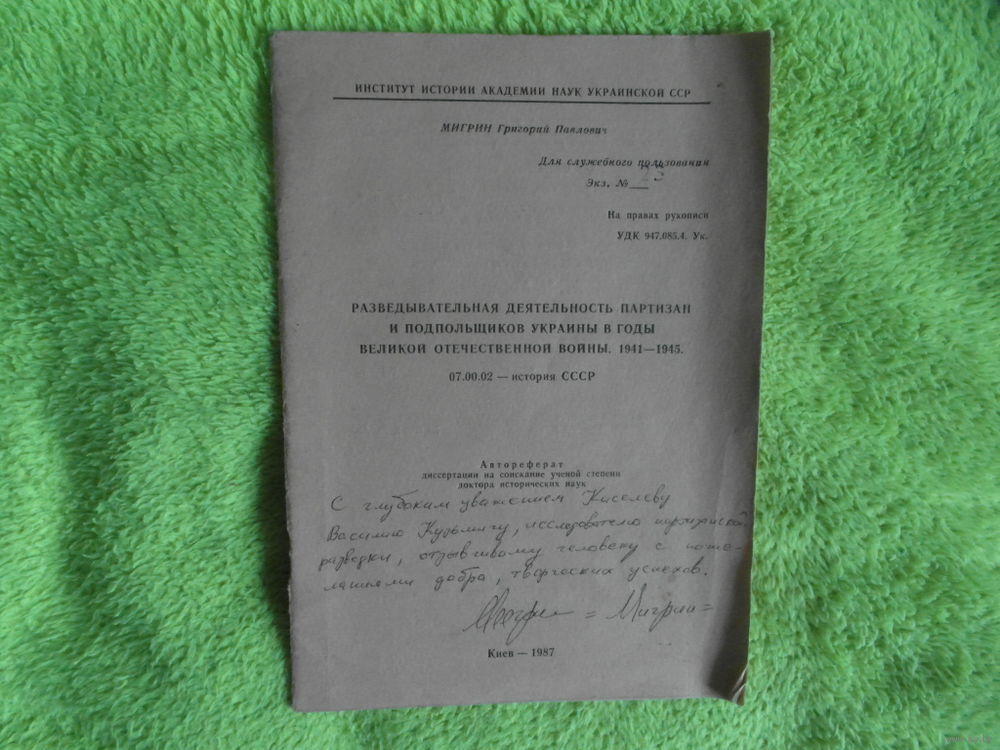 ИНСТИТУТ ИСТОРИИ АКАДЕМИИ НАУК УКРАИНСКОЙ ССР
МИГРИН Григорий Павлович
Для служебного пользования
Экз. № 23
На правах рукописи
УДК 947.085.4. Ук.
РАЗВЕДЫВАТЕЛЬНАЯ ДЕЯТЕЛЬНОСТЬ ПАРТИЗАН
И ПОДПОЛЬЩИКОВ УКРАИНЫ В ГОДЫ
ВЕЛИКОЙ ОТЕЧЕСТВЕННОЙ ВОЙНЫ. 1941—1945.
07.00.02 — история СССР
Автореферат
диссертации на соискание ученой степени
доктора исторических наук
С глубоким уважением Киселеву
Василию Кузьмичу, исследователю партизанской
разведки, отзывчивому человеку с поже-
ланиями добра, творческих успехов.
= Мигрин =
Киев — 1987